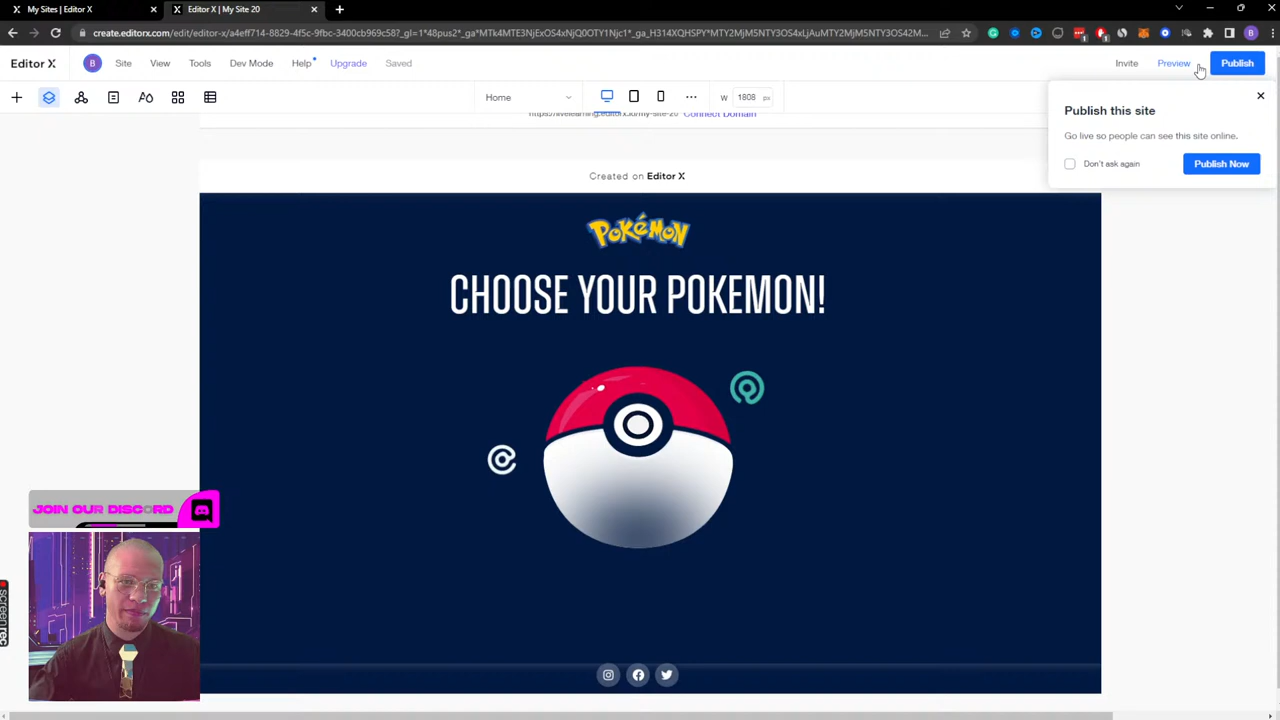 My Sites | Editor X
Editor X | My Site 20
Editor X
B
Site
View
Tools
Dev Mode
Help
Upgrade
Saved
Invite
Preview
Publish
Home
W
1808
px
Connect Domain
Publish this site
Go live so people can see this site online.
Don't ask again
Publish Now
Created on Editor X
POKéMON
CHOOSE YOUR POKEMON!
JOIN OUR DISCORD
screenrec